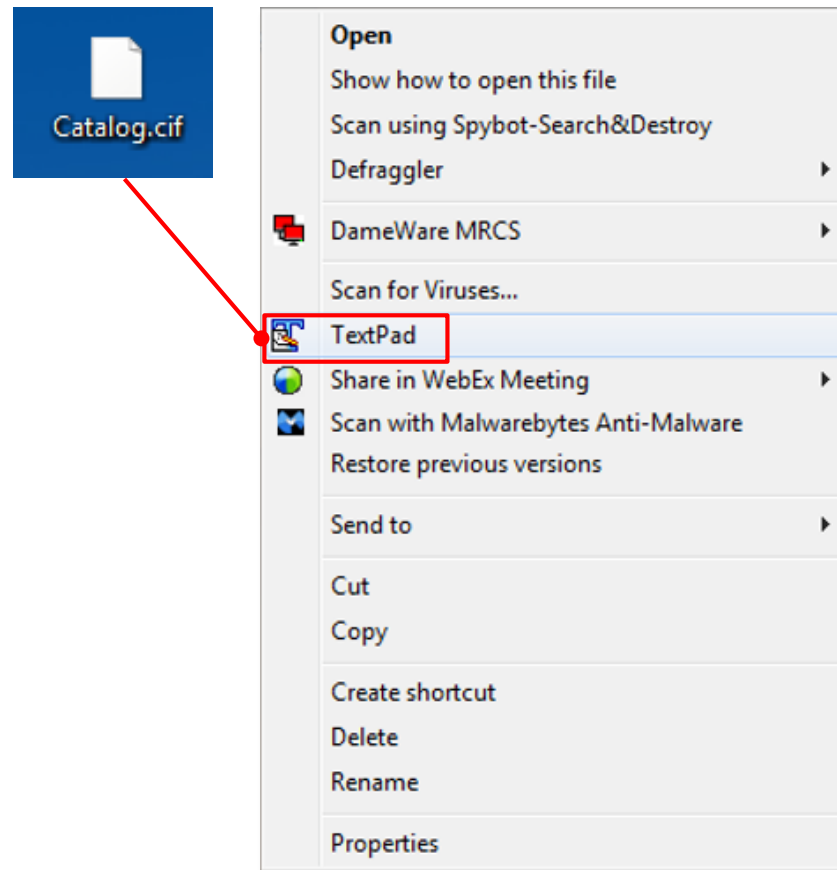 Catalog.cif
Open
Show how to open this file
Scan using Spybot-Search&Destroy
Defraggler
DameWare MRCS
Scan for Viruses...
TextPad
Share in WebEx Meeting
Scan with Malwarebytes Anti-Malware
Restore previous versions
Send to
Cut
Copy
Create shortcut
Delete
Rename
Properties